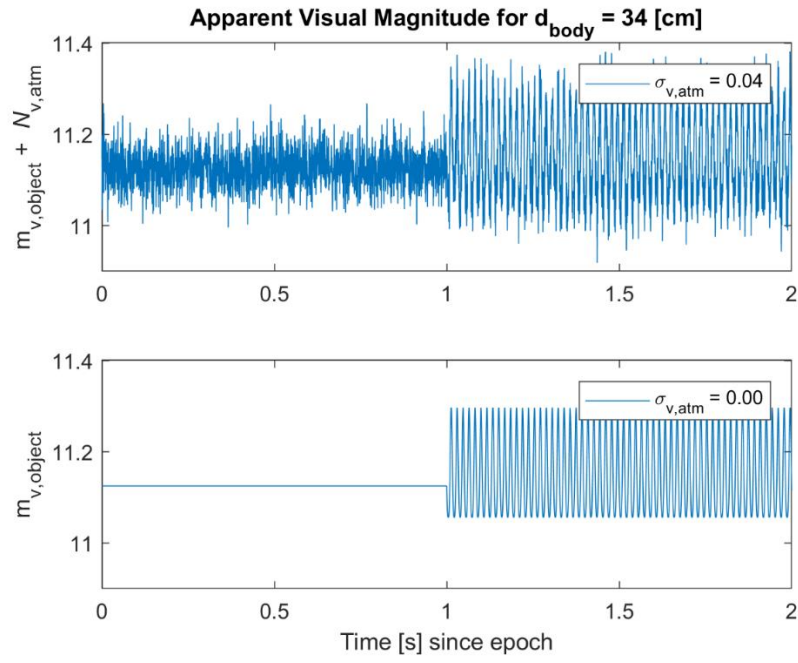 Apparent Visual Magnitude for d_body = 34 [cm]
11.4
11.2
11
m_v,object + N_v,atm
σ_v,atm = 0.04
0
0.5
1
1.5
2
11.4
11.2
11
m_v,object
σ_v,atm = 0.00
0
0.5
1
1.5
2
Time [s] since epoch